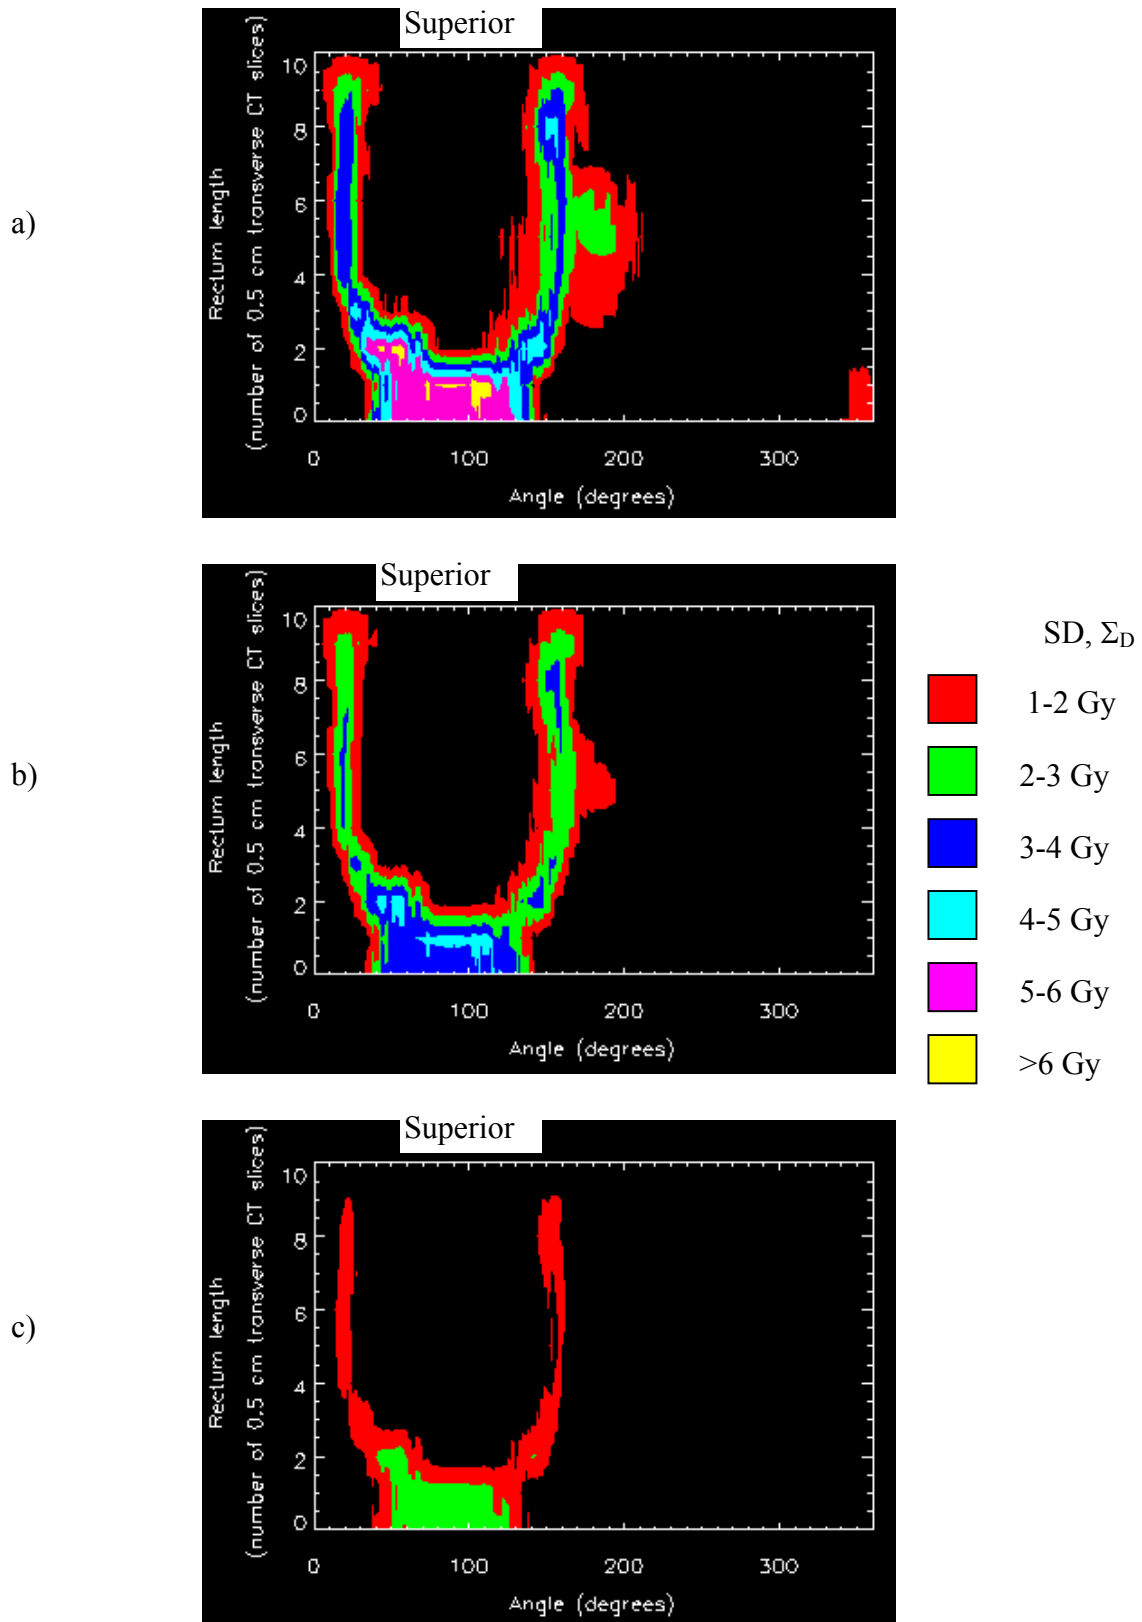 a)
Superior
Rectum length
(number of 0.5 cm transverse CT slices)
10
8
6
4
2
0
0 100 200 300
Angle (degrees)
b)
Superior
Rectum length
(number of 0.5 cm transverse CT slices)
10
8
6
4
2
0
0 100 200 300
Angle (degrees)
SD, Σ_D
1-2 Gy
2-3 Gy
3-4 Gy
4-5 Gy
5-6 Gy
>6 Gy
c)
Superior
Rectum length
(number of 0.5 cm transverse CT slices)
10
8
6
4
2
0
0 100 200 300
Angle (degrees)